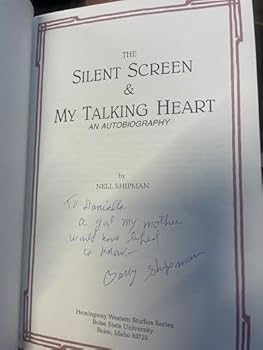 THE
SILENT SCREEN
&
MY TALKING HEART
AN AUTOBIOGRAPHY
by
NELL SHIPMAN
To Danielle
a girl my mother
would have liked
to know—
Barry Shipman
Hemingway Western Studies Series
Boise State University
Boise, Idaho 83725